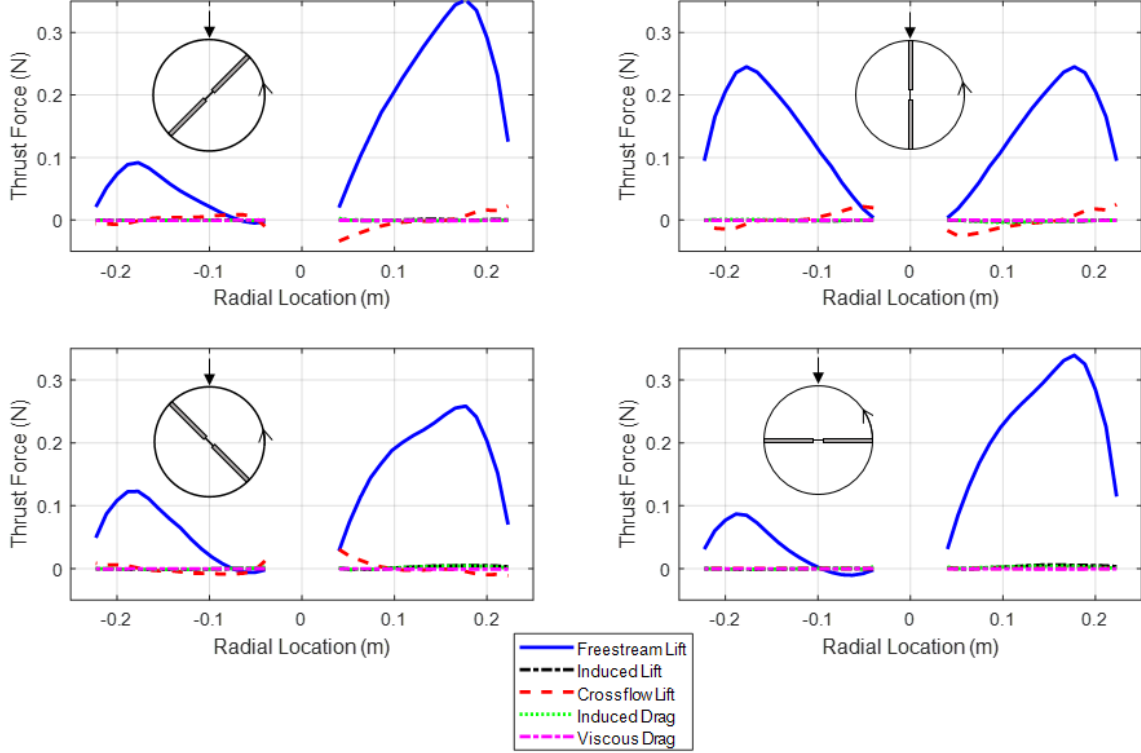 0.3
0.2
0.1
0
Thrust Force (N)
-0.2 -0.1 0 0.1 0.2
Radial Location (m)
0.3
0.2
0.1
0
Thrust Force (N)
-0.2 -0.1 0 0.1 0.2
Radial Location (m)
0.3
0.2
0.1
0
Thrust Force (N)
-0.2 -0.1 0 0.1 0.2
Radial Location (m)
0.3
0.2
0.1
0
Thrust Force (N)
-0.2 -0.1 0 0.1 0.2
Radial Location (m)
Freestream Lift
Induced Lift
Crossflow Lift
Induced Drag
Viscous Drag